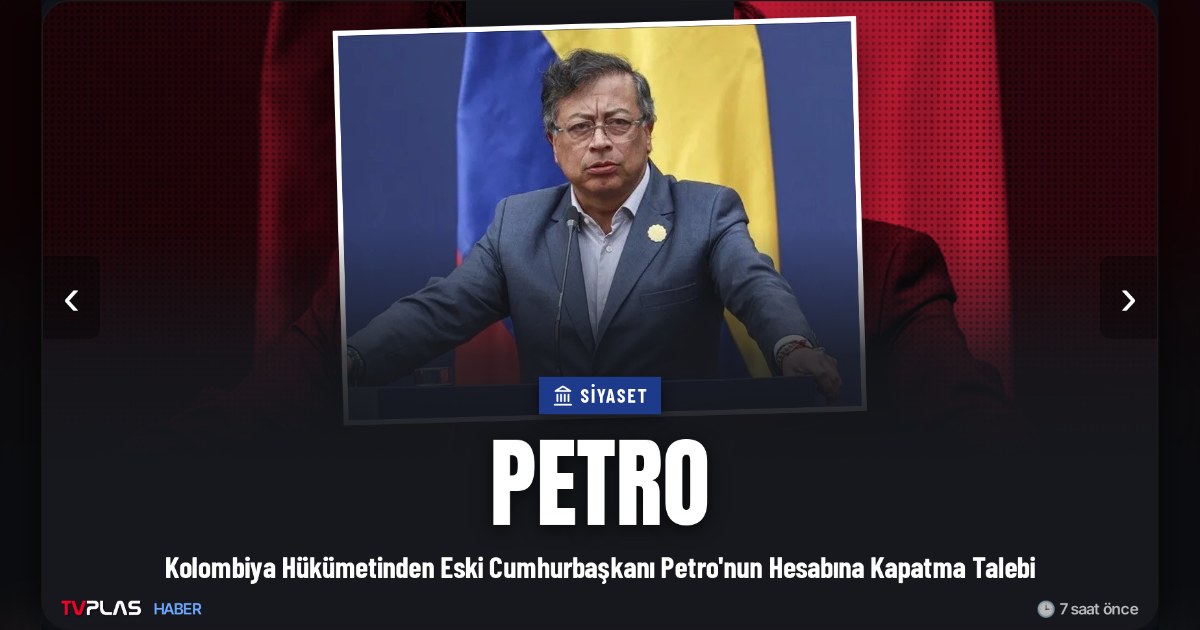 SİYASET
PETRO
Kolombiya Hükümetinden Eski Cumhurbaşkanı Petro'nun Hesabına Kapatma Talebi
TVPLAS HABER
7 saat önce